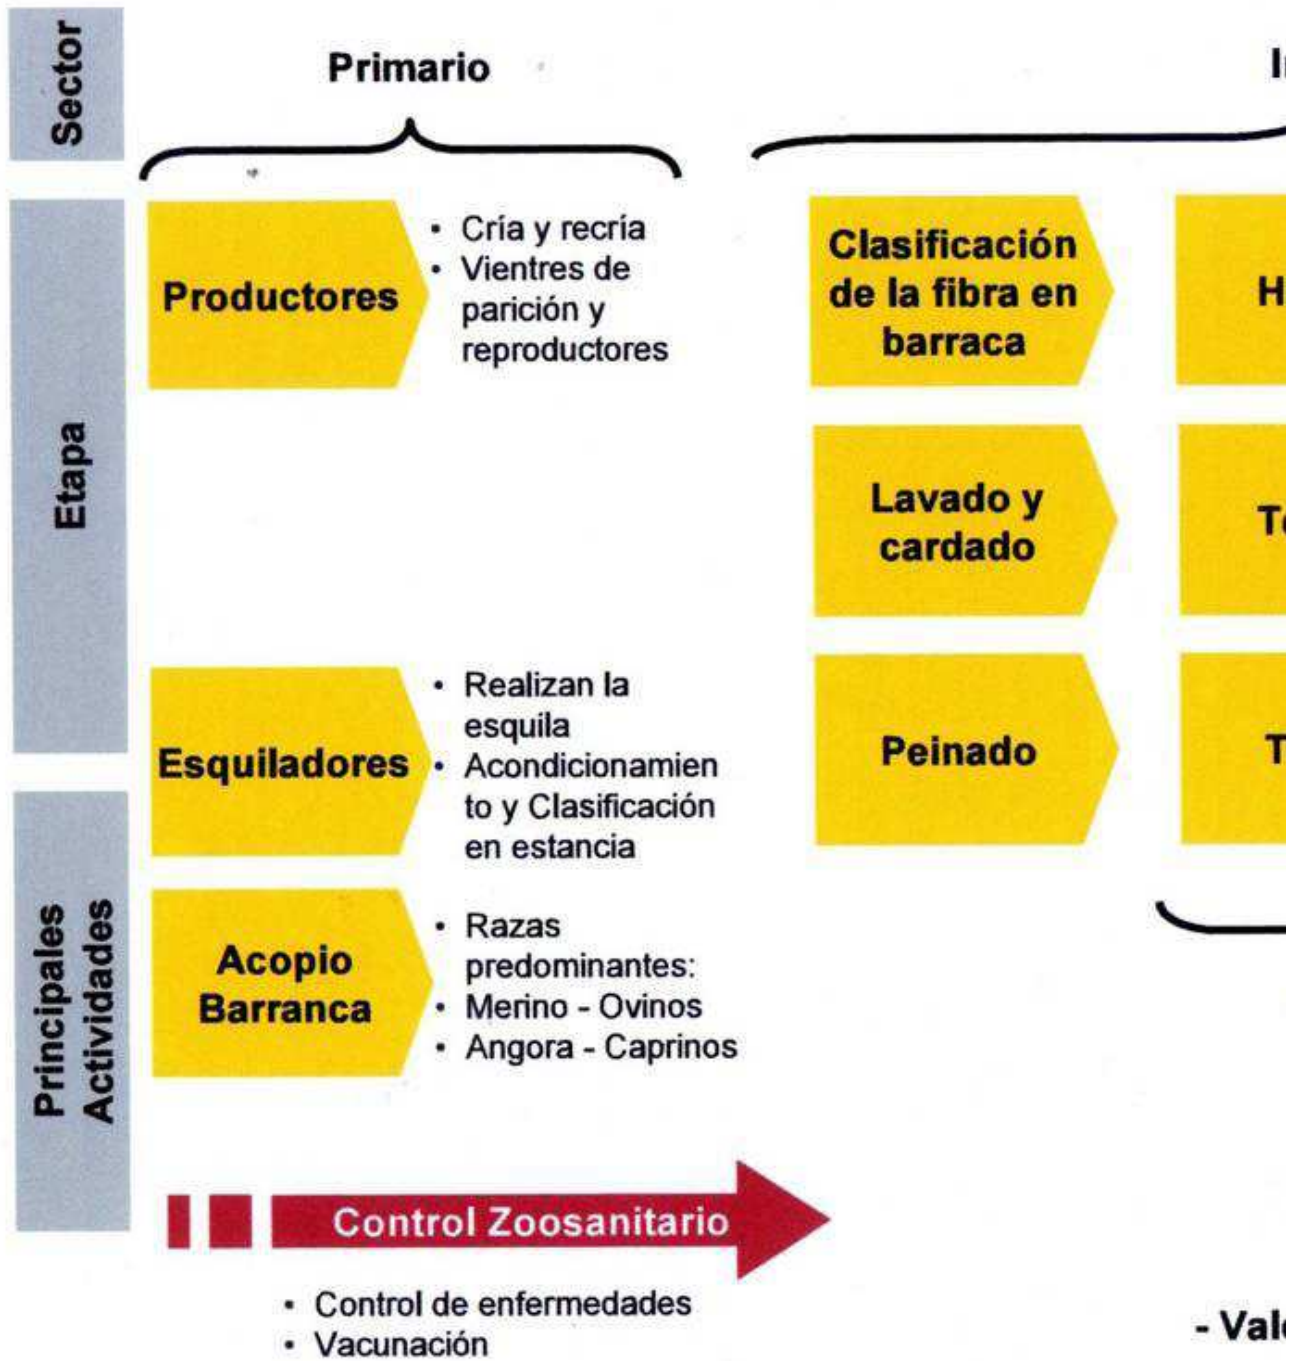 Sector
Primario
Etapa
Productores
• Cría y recría
• Vientres de
parición y
reproductores
Esquiladores
• Realizan la
esquila
• Acondicionamien
to y Clasificación
en estancia
Principales
Actividades
Acopio
Barranca
• Razas
predominantes:
• Merino - Ovinos
• Angora - Caprinos
Clasificación
de la fibra en
barraca
Lavado y
cardado
Peinado
Control Zoosanitario
• Control de enfermedades
• Vacunación